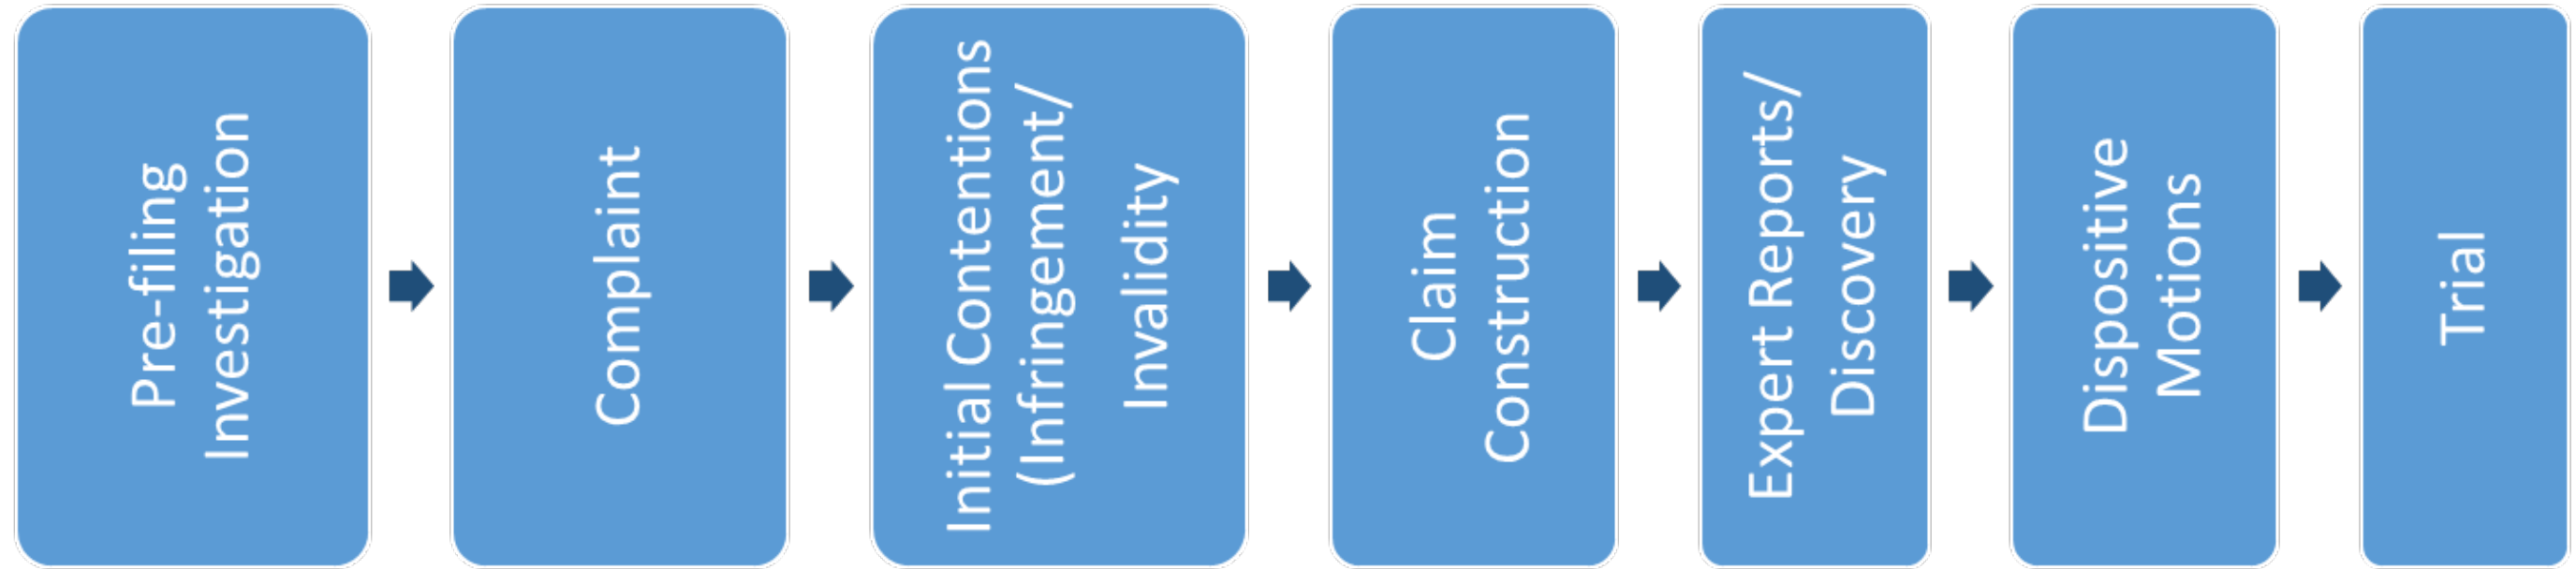 Pre-filing
Investigation
Complaint
Initial Contentions
(Infringement/
Invalidity
Claim
Construction
Expert Reports/
Discovery
Dispositive
Motions
Trial